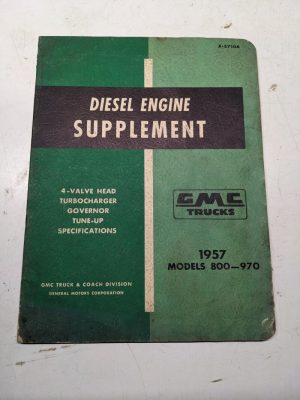 X-5710A
DIESEL ENGINE
SUPPLEMENT
4-VALVE HEAD
TURBOCHARGER
GOVERNOR
TUNE-UP
SPECIFICATIONS
GMC
TRUCKS
1957
MODELS 800—970
GMC TRUCK & COACH DIVISION
GENERAL MOTORS CORPORATION